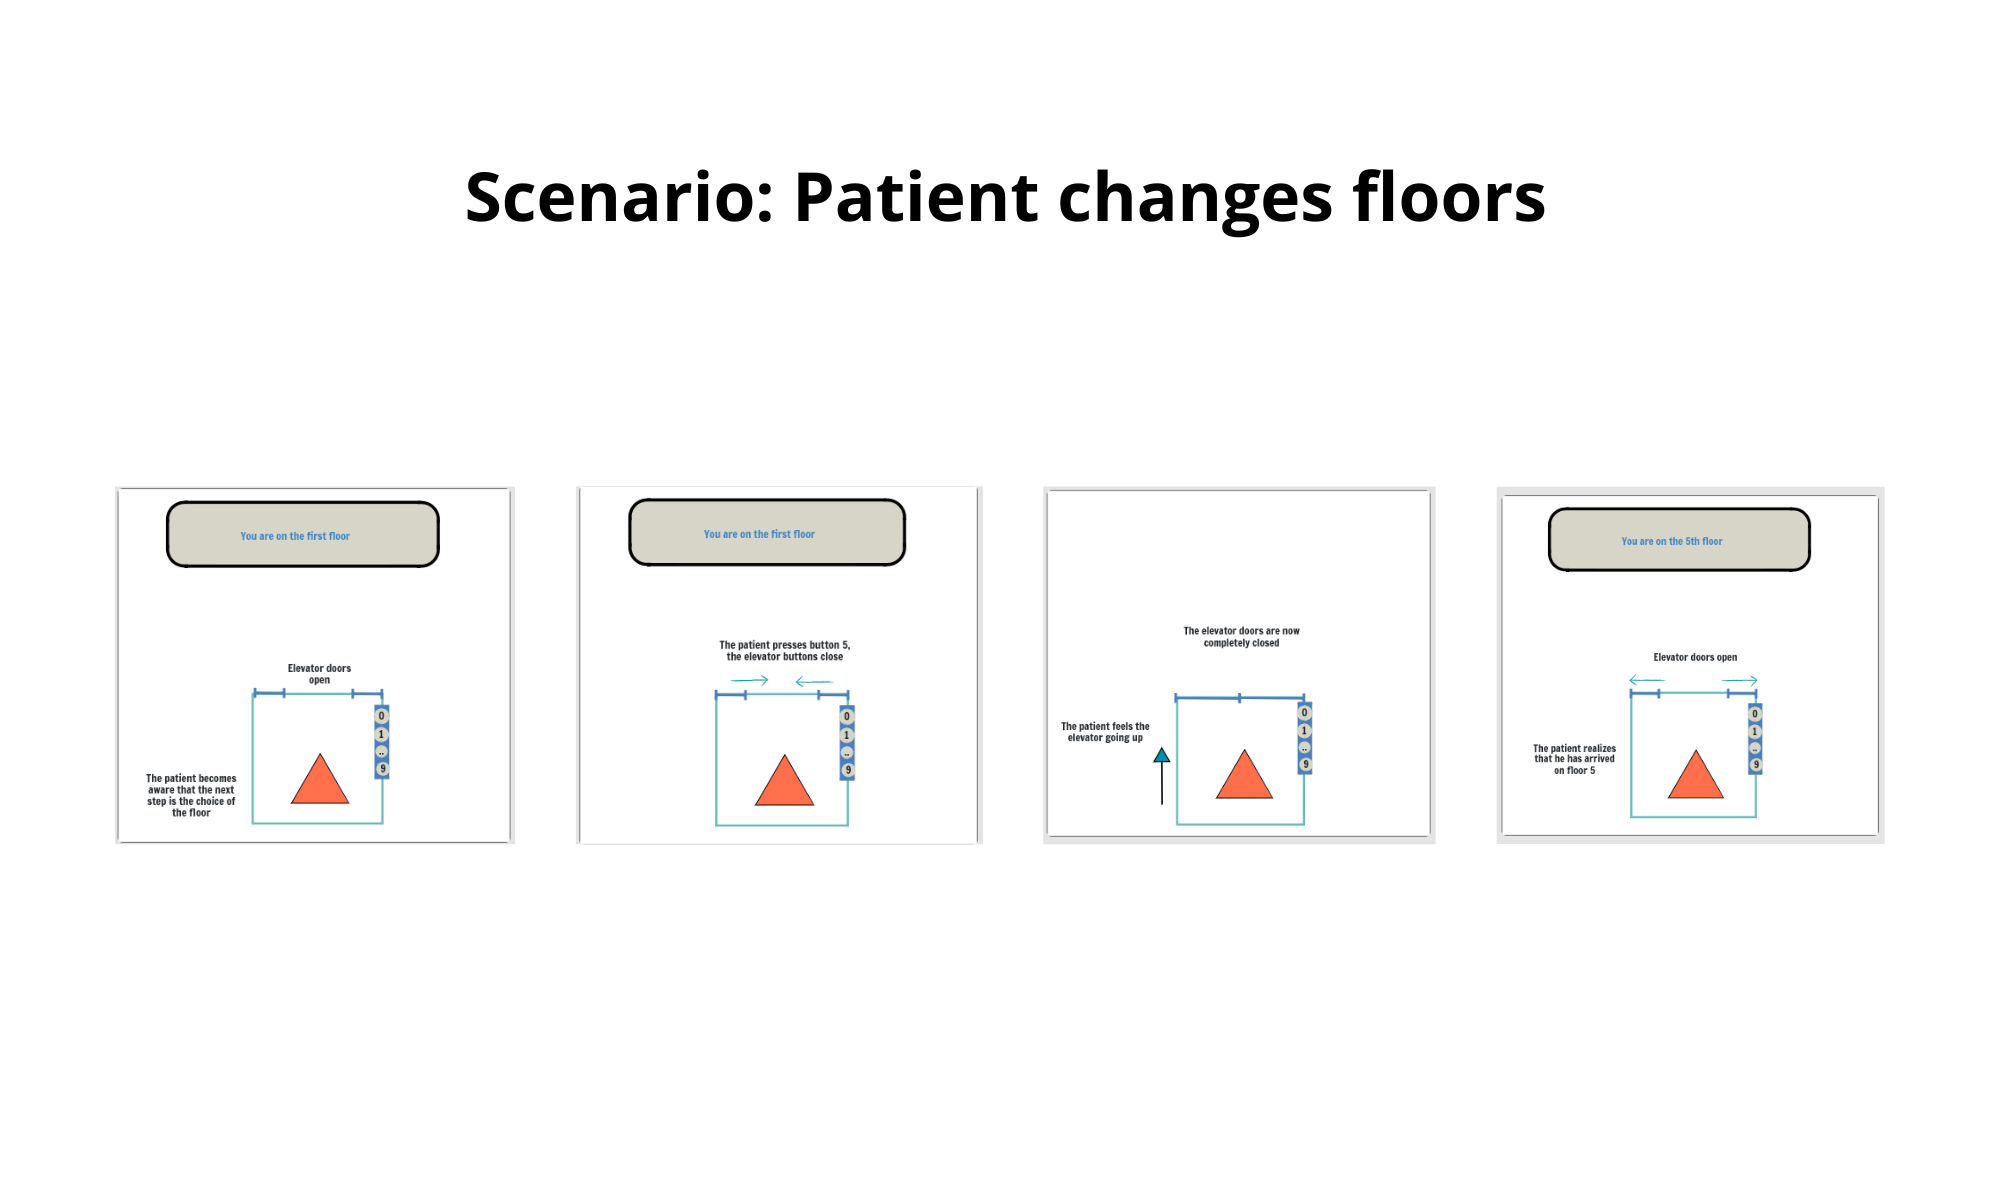 Scenario: Patient changes floors
You are on the first floor
Elevator doors
open
0
1
..
9
The patient becomes
aware that the next
step is the choice of
the floor
You are on the first floor
The patient presses button 5,
the elevator buttons close
0
1
..
9
The elevator doors are now
completely closed
The patient feels the
elevator going up
0
1
..
9
You are on the 5th floor
Elevator doors open
0
1
..
9
The patient realizes
that he has arrived
on floor 5